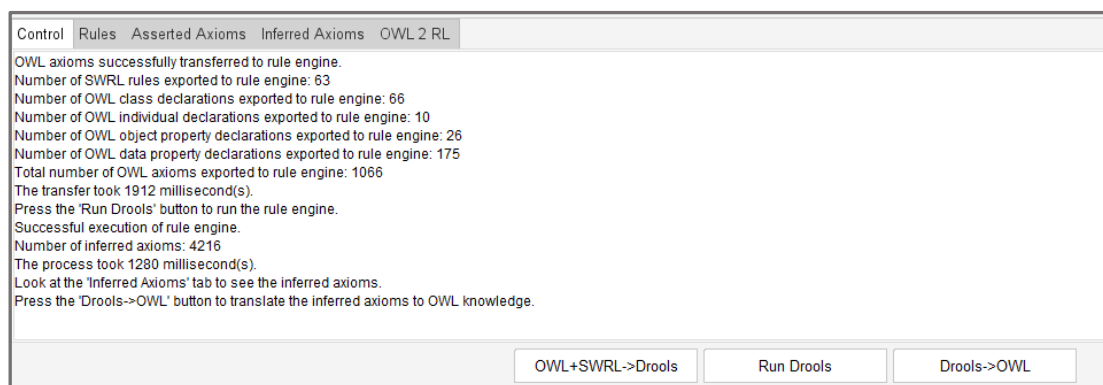 Control Rules Asserted Axioms Inferred Axioms OWL 2 RL
OWL axioms successfully transferred to rule engine.
Number of SWRL rules exported to rule engine: 63
Number of OWL class declarations exported to rule engine: 66
Number of OWL individual declarations exported to rule engine: 10
Number of OWL object property declarations exported to rule engine: 26
Number of OWL data property declarations exported to rule engine: 175
Total number of OWL axioms exported to rule engine: 1066
The transfer took 1912 millisecond(s).
Press the 'Run Drools' button to run the rule engine.
Successful execution of rule engine.
Number of inferred axioms: 4216
The process took 1280 millisecond(s).
Look at the 'Inferred Axioms' tab to see the inferred axioms.
Press the 'Drools->OWL' button to translate the inferred axioms to OWL knowledge.
OWL+SWRL->Drools Run Drools Drools->OWL